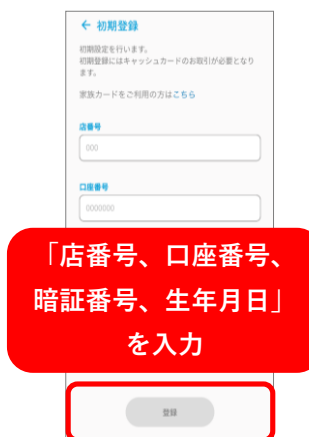 ← 初期登録
初期設定を行います。
初期登録にはキャッシュカードのお取引が必要となり
ます。
家族カードをご利用の方はこちら
店番号
000
口座番号
0000000
「店番号、口座番号、
暗証番号、生年月日」
を入力
登録